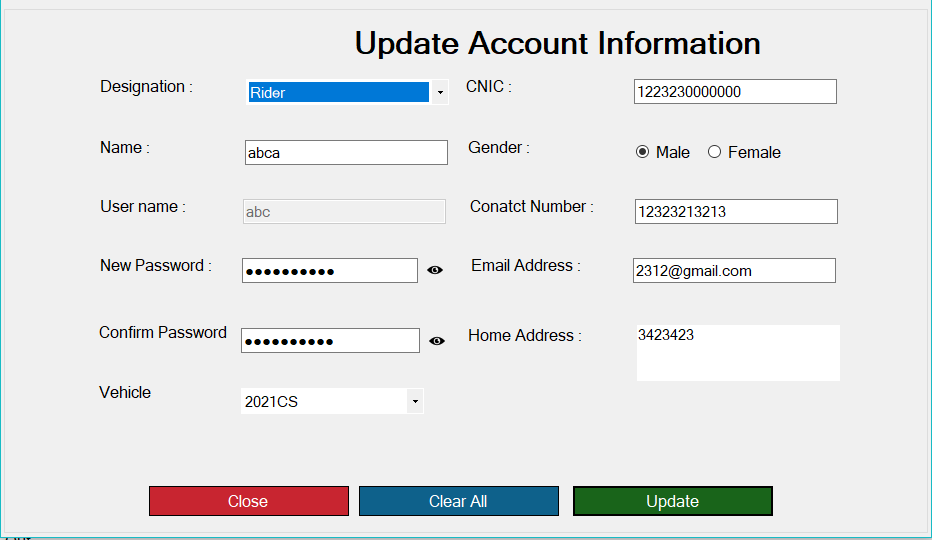 Update Account Information
Designation : Rider CNIC : 1223230000000
Name : abca Gender : Male Female
User name : abc Conatct Number : 12323213213
New Password : ●●●●●●●●●● Email Address : 2312@gmail.com
Confirm Password ●●●●●●●●●● Home Address : 3423423
Vehicle 2021CS
Close Clear All Update